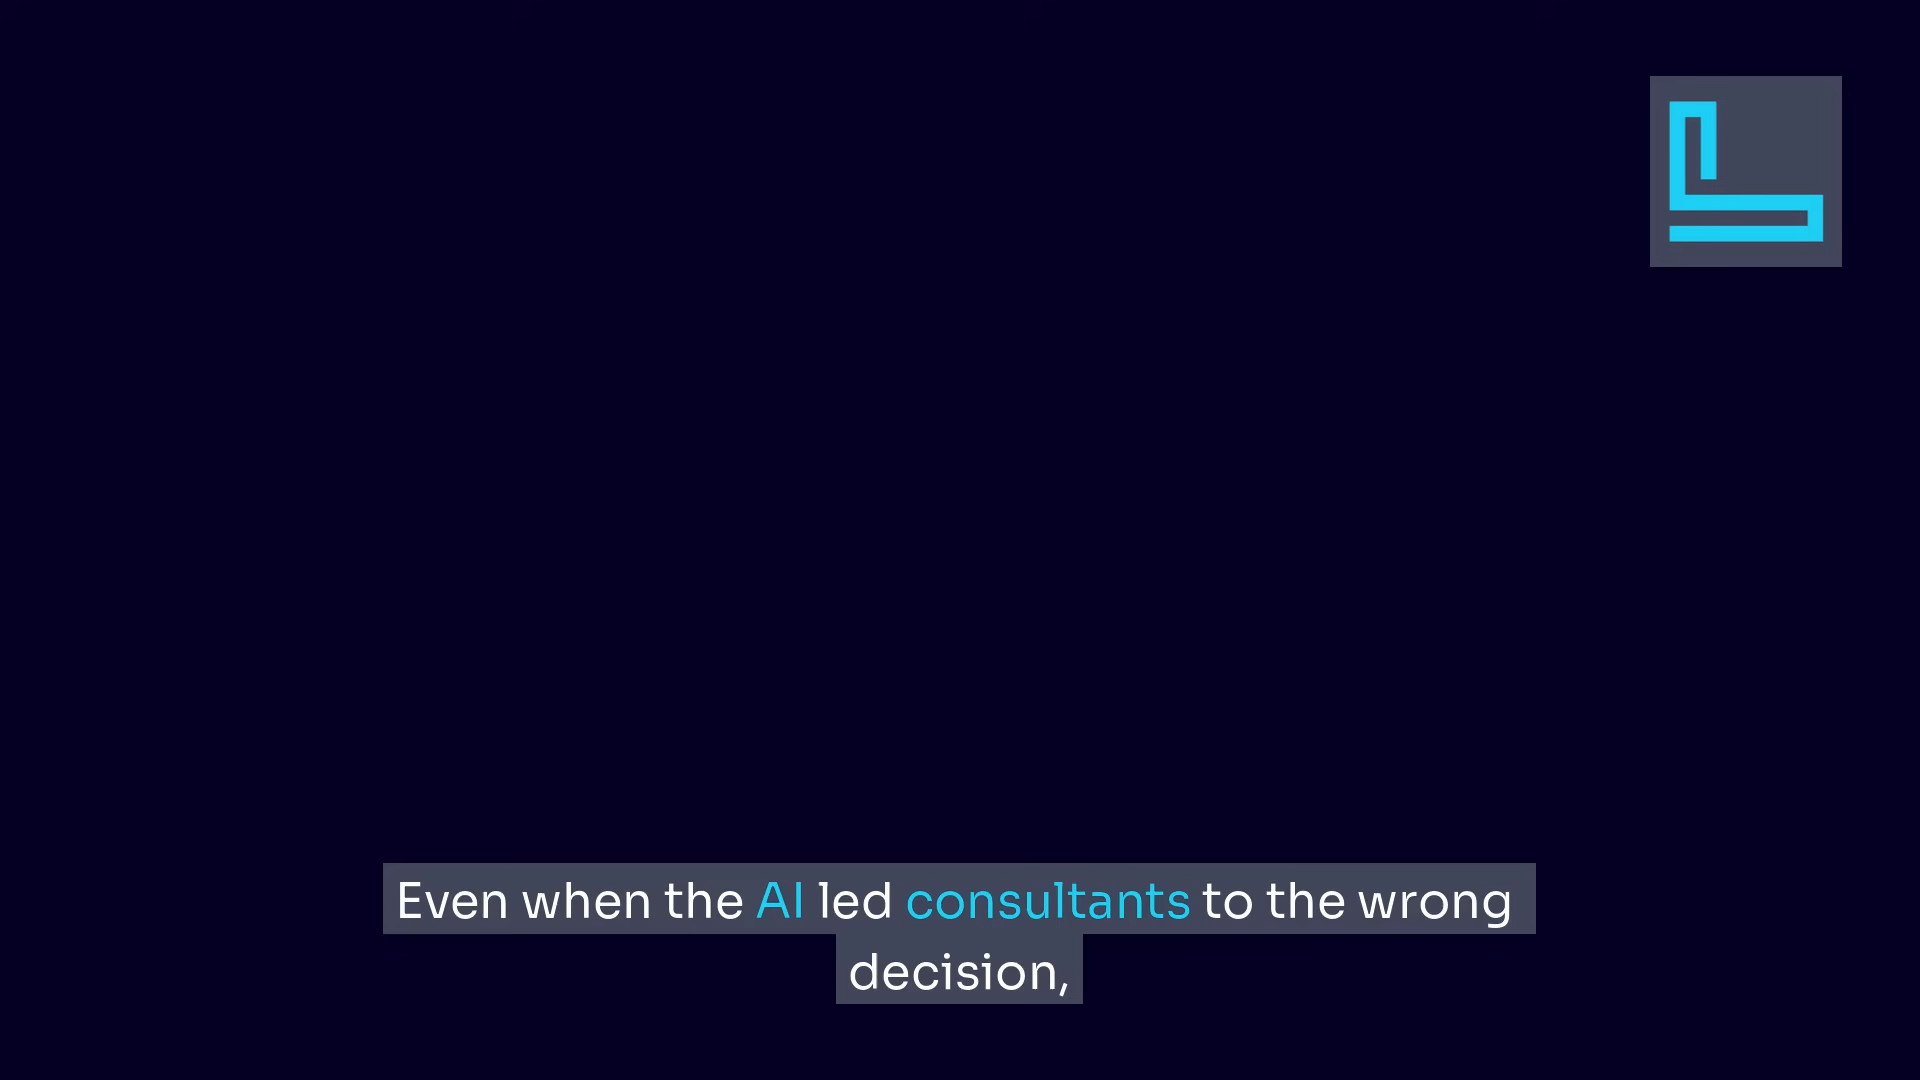 Even when the AI led consultants to the wrong
decision,